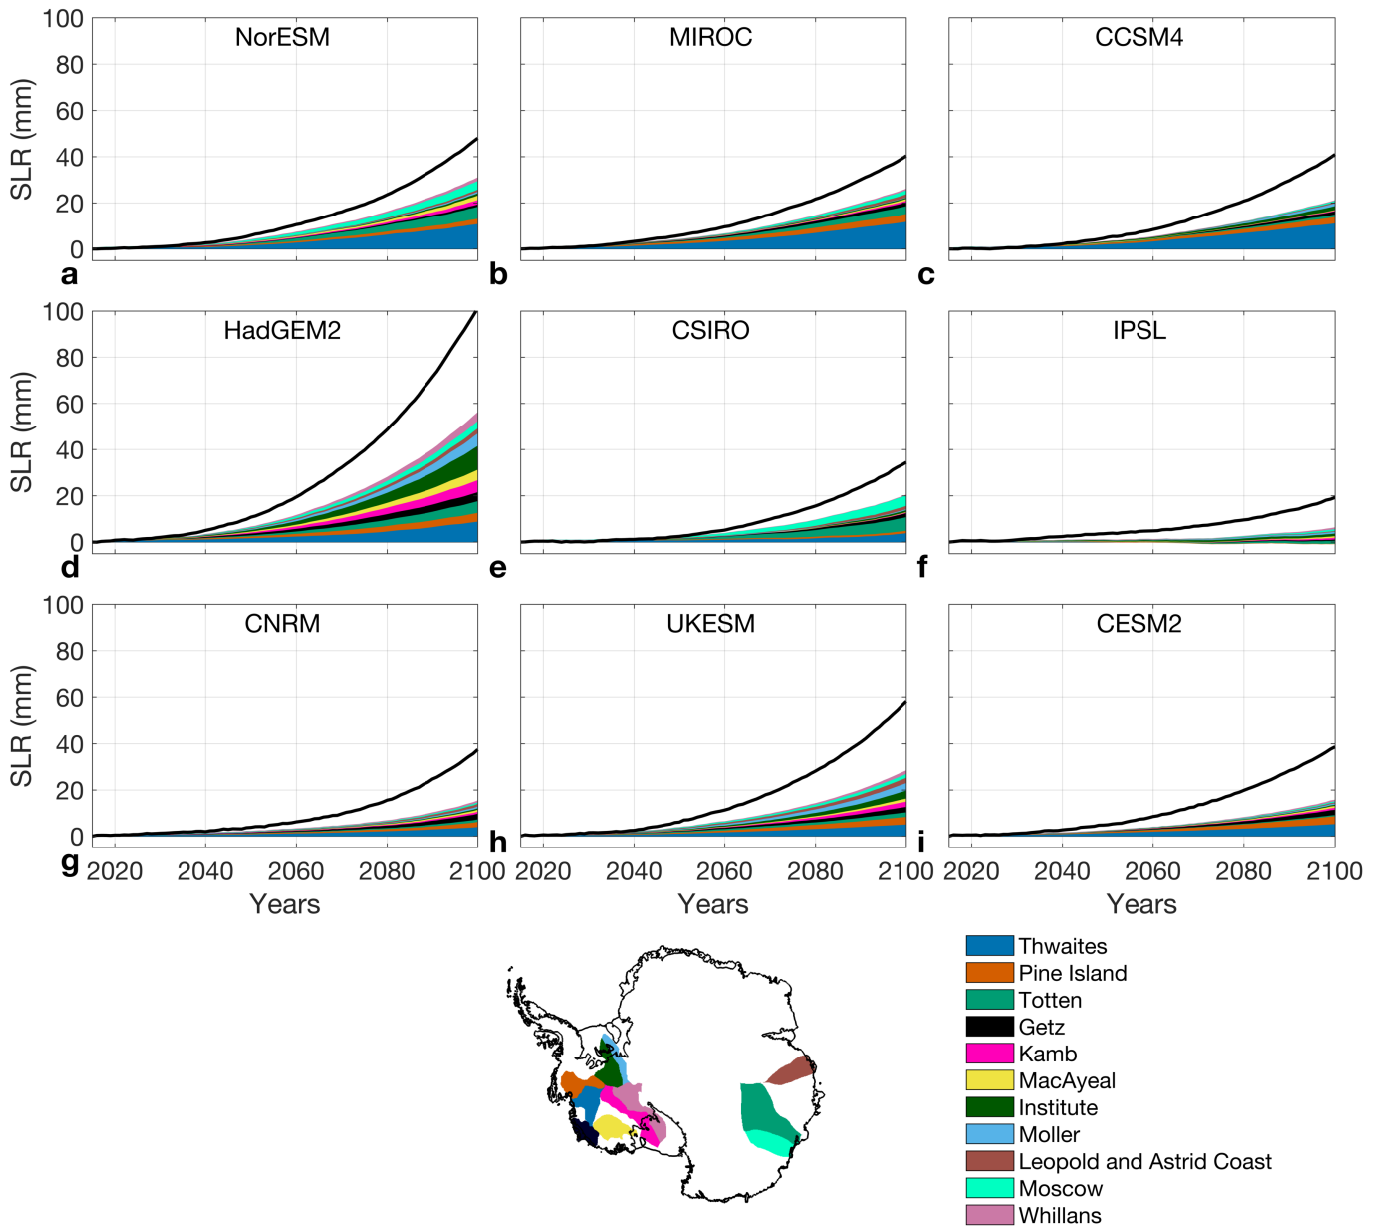 NorESM
MIROC
CCSM4
SLR (mm)
100
80
60
40
20
0
a
b
c
HadGEM2
CSIRO
IPSL
SLR (mm)
100
80
60
40
20
0
d
e
f
CNRM
UKESM
CESM2
SLR (mm)
100
80
60
40
20
0
g
h
i
2020 2040 2060 2080 2100
2020 2040 2060 2080 2100
2020 2040 2060 2080 2100
Years
Years
Years
Thwaites
Pine Island
Totten
Getz
Kamb
MacAyeal
Institute
Moller
Leopold and Astrid Coast
Moscow
Whillans